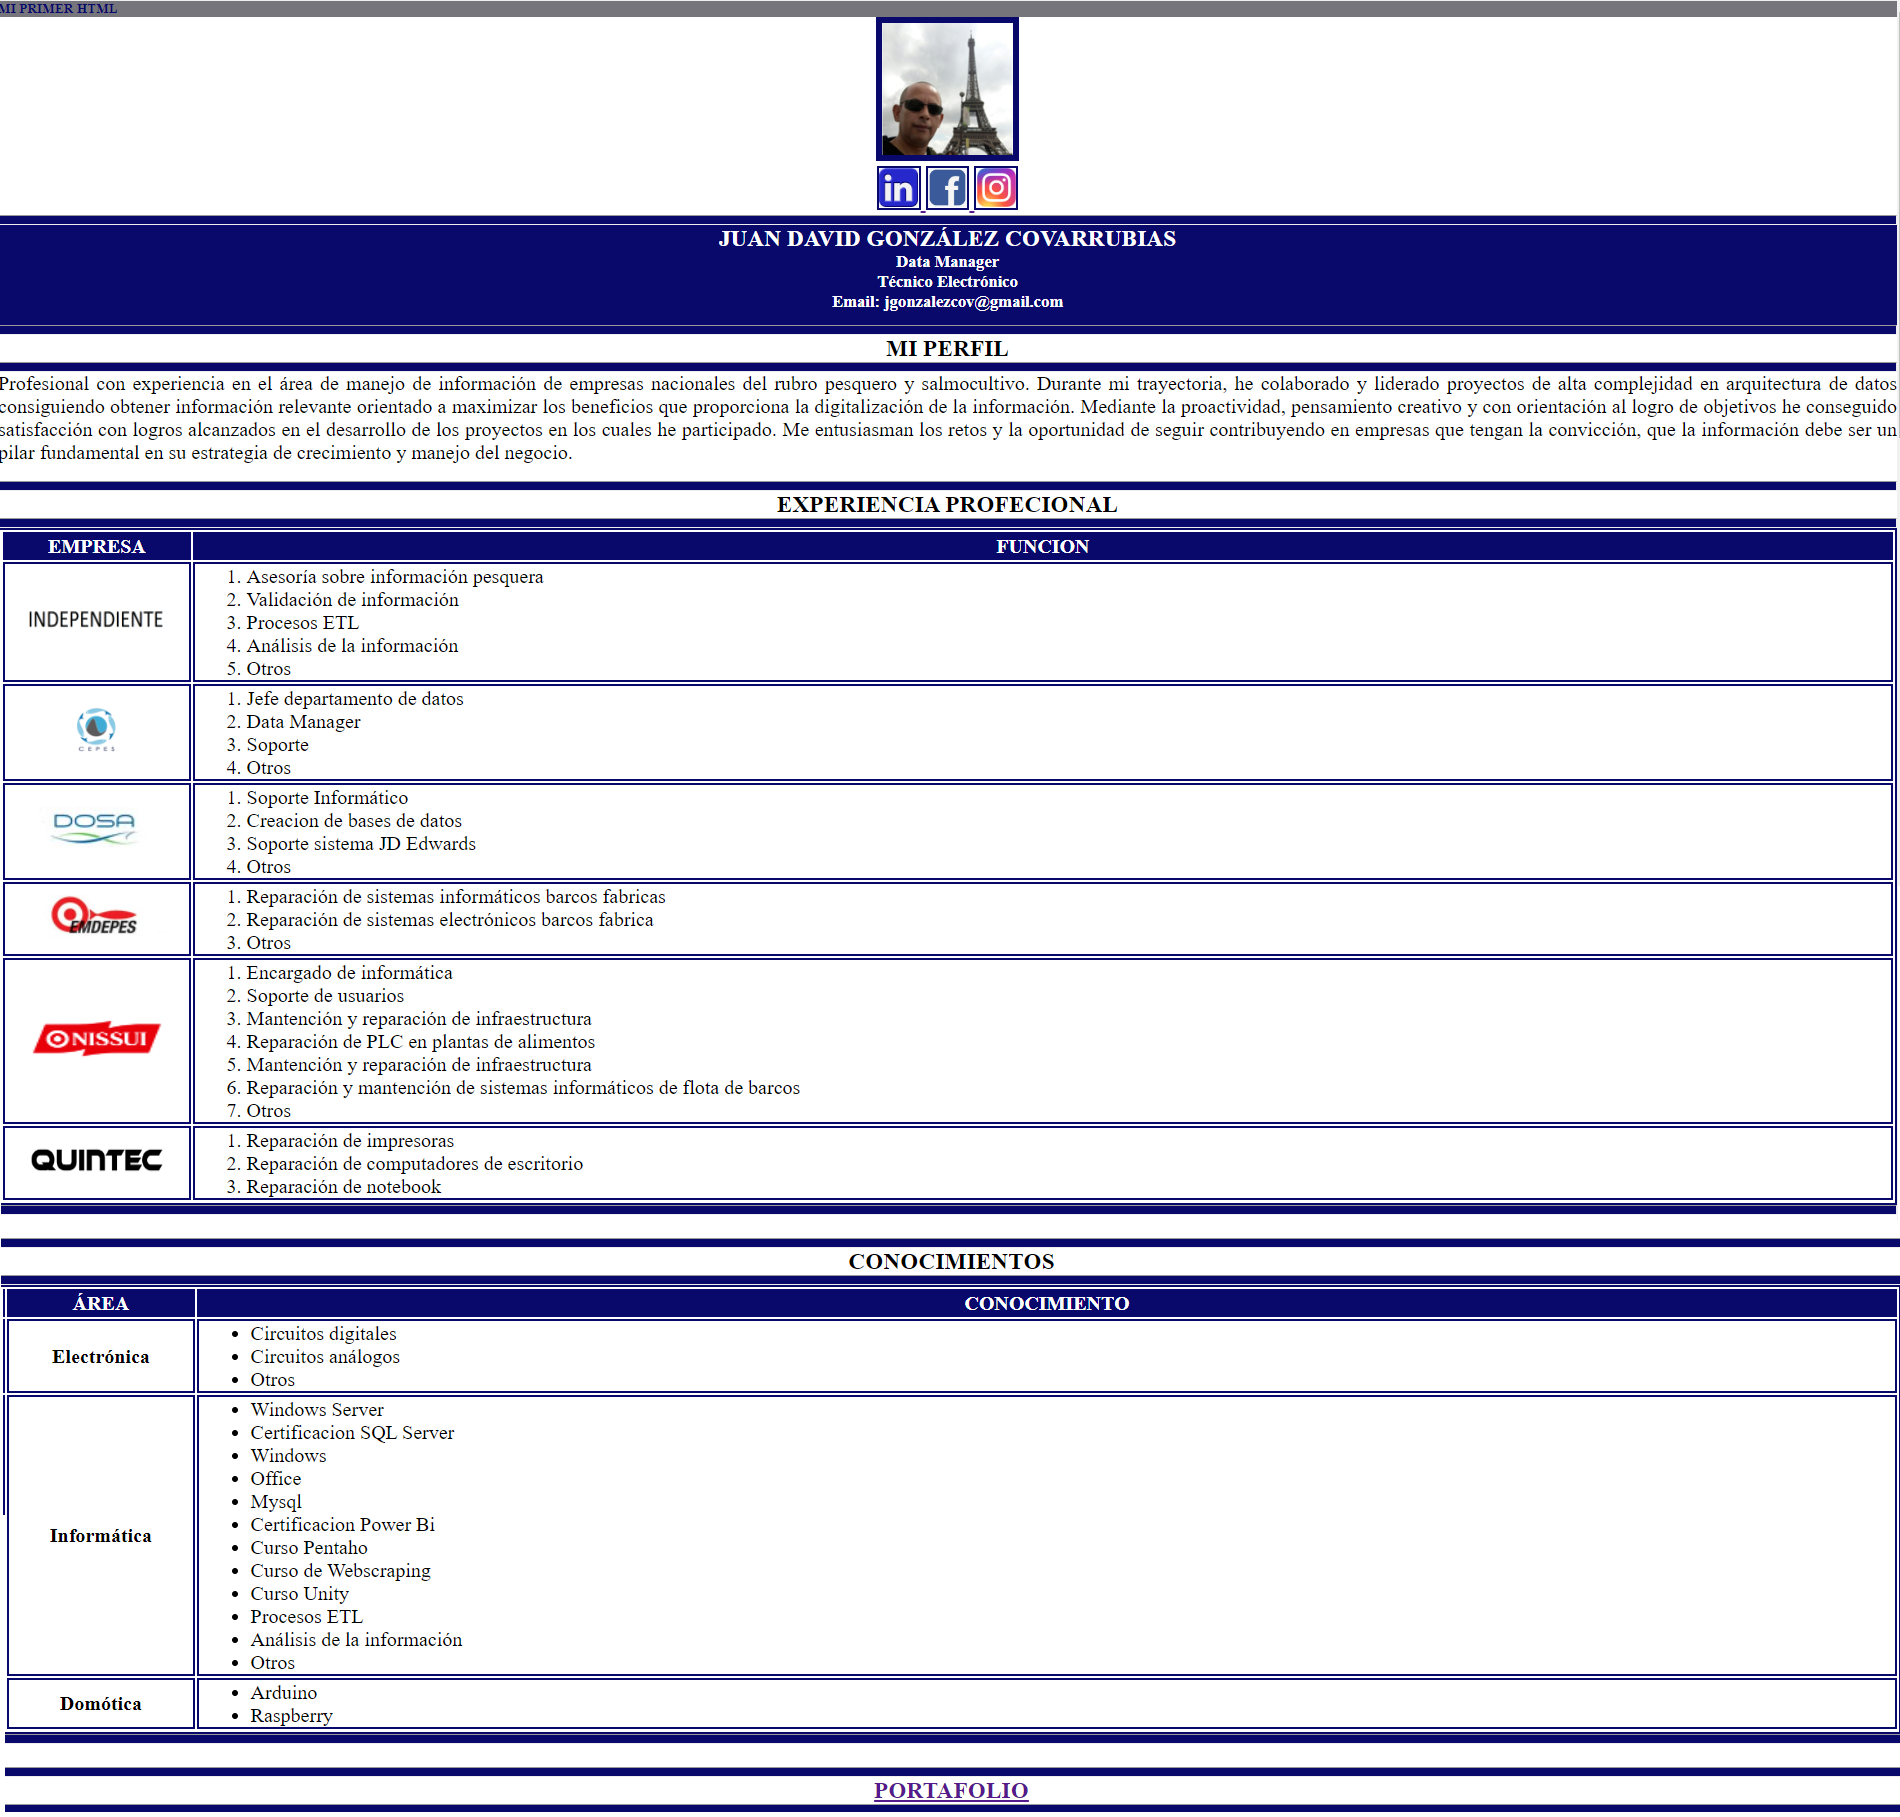 MI PRIMER HTML
in f
JUAN DAVID GONZÁLEZ COVARRUBIAS
Data Manager
Técnico Electrónico
Email: jgonzalezcov@gmail.com
MI PERFIL
Profesional con experiencia en el área de manejo de información de empresas nacionales del rubro pesquero y salmocultivo. Durante mi trayectoria, he colaborado y liderado proyectos de alta complejidad en arquitectura de datos
consiguiendo obtener información relevante orientado a maximizar los beneficios que proporciona la digitalización de la información. Mediante la proactividad, pensamiento creativo y con orientación al logro de objetivos he conseguido
satisfacción con logros alcanzados en el desarrollo de los proyectos en los cuales he participado. Me entusiasman los retos y la oportunidad de seguir contribuyendo en empresas que tengan la convicción, que la información debe ser un
pilar fundamental en su estrategia de crecimiento y manejo del negocio.
EXPERIENCIA PROFECIONAL
EMPRESA FUNCION
INDEPENDIENTE
1. Asesoría sobre información pesquera
2. Validación de información
3. Procesos ETL
4. Análisis de la información
5. Otros
CEPES
1. Jefe departamento de datos
2. Data Manager
3. Soporte
4. Otros
DOSA
1. Soporte Informático
2. Creacion de bases de datos
3. Soporte sistema JD Edwards
4. Otros
EMDEPES
1. Reparación de sistemas informáticos barcos fabricas
2. Reparación de sistemas electrónicos barcos fabrica
3. Otros
NISSUI
1. Encargado de informática
2. Soporte de usuarios
3. Mantención y reparación de infraestructura
4. Reparación de PLC en plantas de alimentos
5. Mantención y reparación de infraestructura
6. Reparación y mantención de sistemas informáticos de flota de barcos
7. Otros
QUINTEC
1. Reparación de impresoras
2. Reparación de computadores de escritorio
3. Reparación de notebook
CONOCIMIENTOS
ÁREA CONOCIMIENTO
Electrónica
• Circuitos digitales
• Circuitos análogos
• Otros
Informática
• Windows Server
• Certificacion SQL Server
• Windows
• Office
• Mysql
• Certificacion Power Bi
• Curso Pentaho
• Curso de Webscraping
• Curso Unity
• Procesos ETL
• Análisis de la información
• Otros
Domótica
• Arduino
• Raspberry
PORTAFOLIO